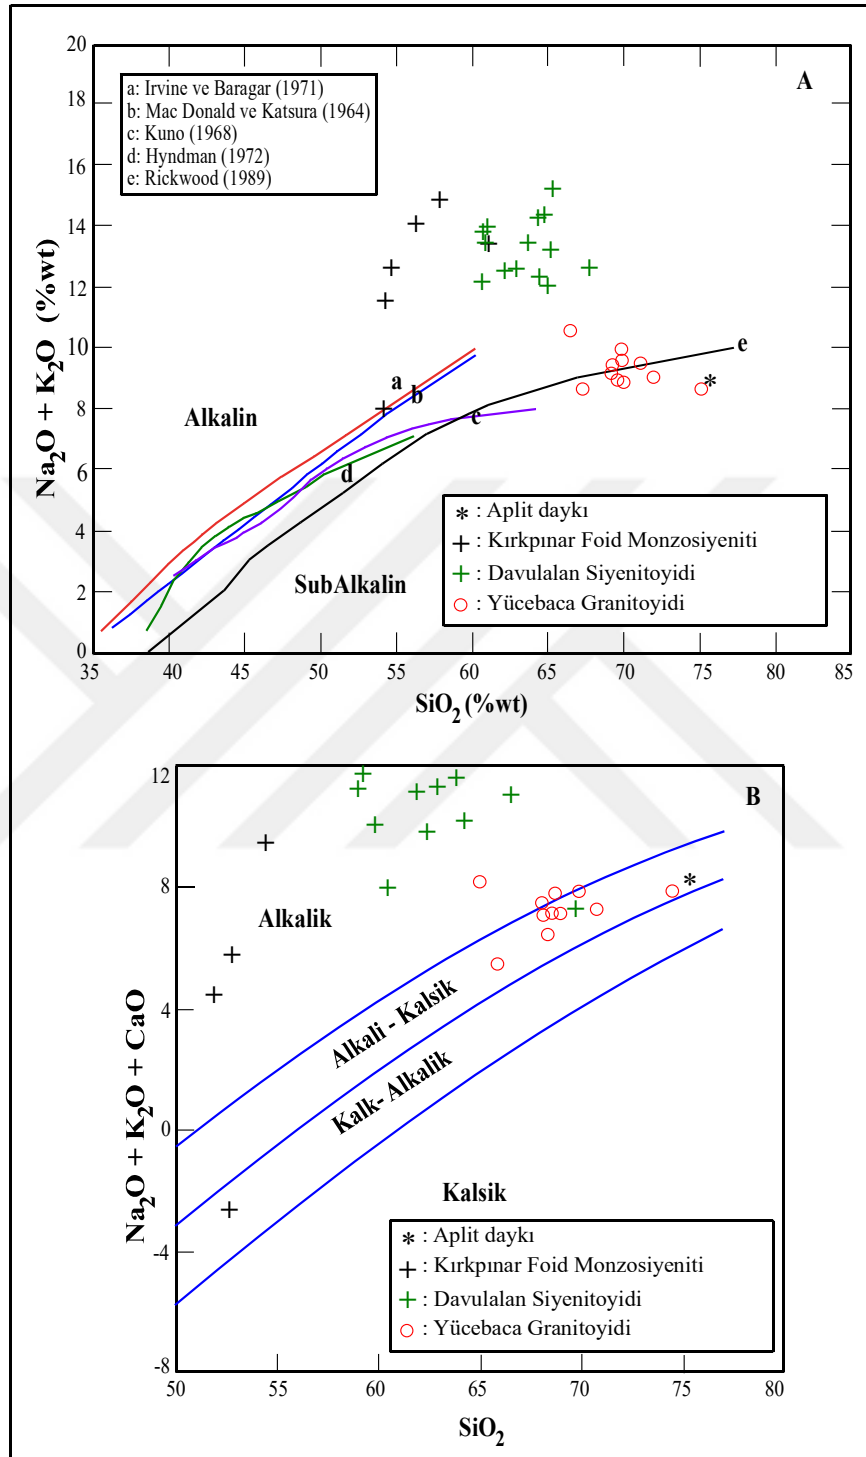 20
18
16
14
12
10
8
6
4
2
0
A
a: Irvine ve Baragar (1971)
b: Mac Donald ve Katsura (1964)
c: Kuno (1968)
d: Hyndman (1972)
e: Rickwood (1989)
Na₂O + K₂O (%wt)
a
b
c
d
e
Alkalin
SubAlkalin
* : Aplit daykı
+ : Kırkpınar Foid Monzosiyeniti
+ : Davulalan Siyenitoyidi
○ : Yücebaca Granitoyidi
35 40 45 50 55 60 65 70 75 80 85
SiO₂ (%wt)
12
8
4
0
-4
-8
B
Na₂O + K₂O + CaO
Alkalik
Alkali - Kalsik
Kalk- Alkalik
Kalsik
* : Aplit daykı
+ : Kırkpınar Foid Monzosiyeniti
+ : Davulalan Siyenitoyidi
○ : Yücebaca Granitoyidi
50 60 65 70 75 80
SiO₂